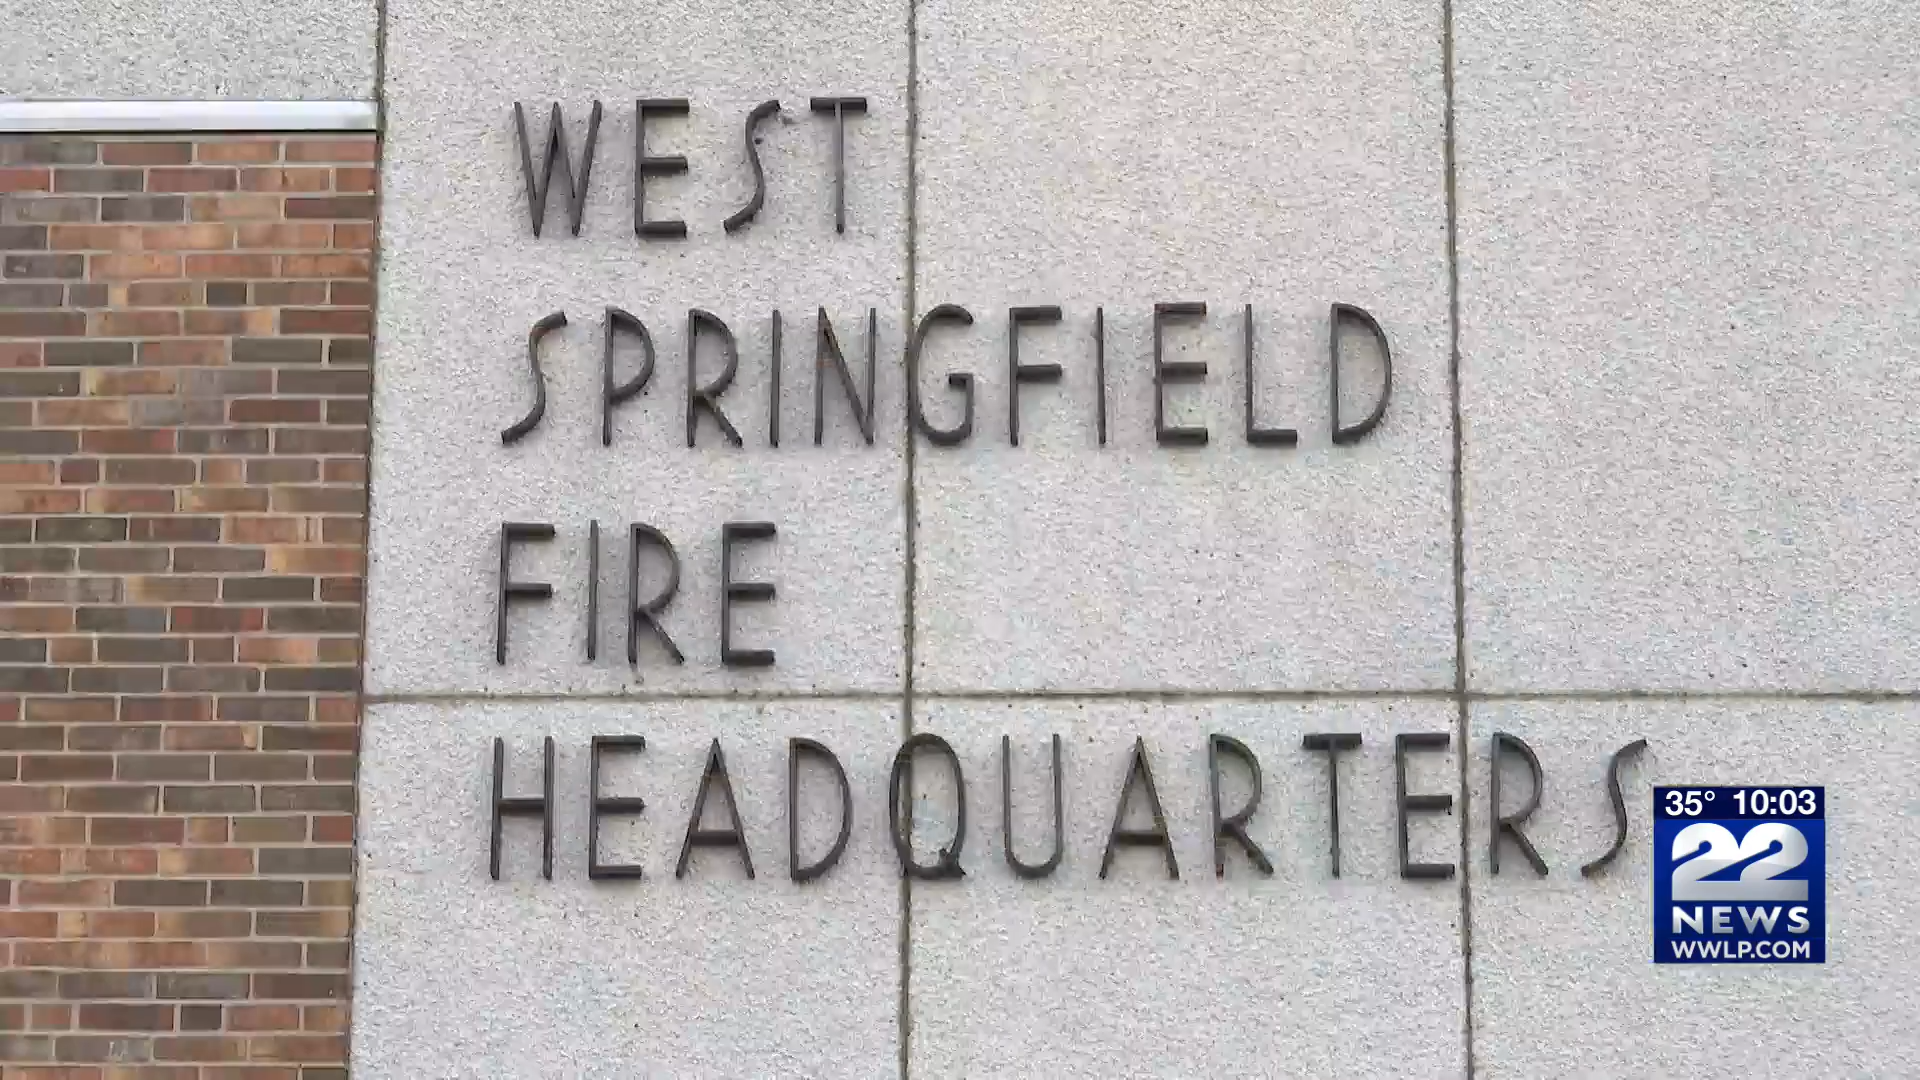 WEST
SPRINGFIELD
FIRE
HEADQUARTERS
35° 10:03
22
NEWS
WWLP.COM